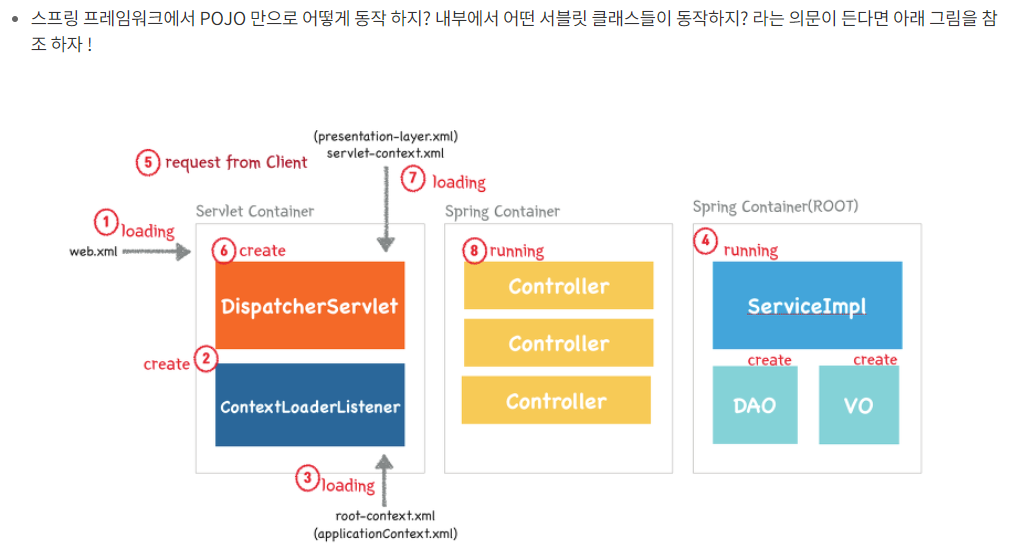 스프링 프레임워크에서 POJO 만으로 어떻게 동작 하지? 내부에서 어떤 서블릿 클래스들이 동작하지? 라는 의문이 든다면 아래 그림을 참
조 하자 !
(presentation-layer.xml)
servlet-context.xml
⑤ request from Client
⑦ loading
Servlet Container
Spring Container
Spring Container(ROOT)
① loading
web.xml
⑥ create
⑧ running
④ running
DispatcherServlet
Controller
ServiceImpl
Controller
create ②
create
create
ContextLoaderListener
Controller
DAO
VO
③ loading
root-context.xml
(applicationContext.xml)